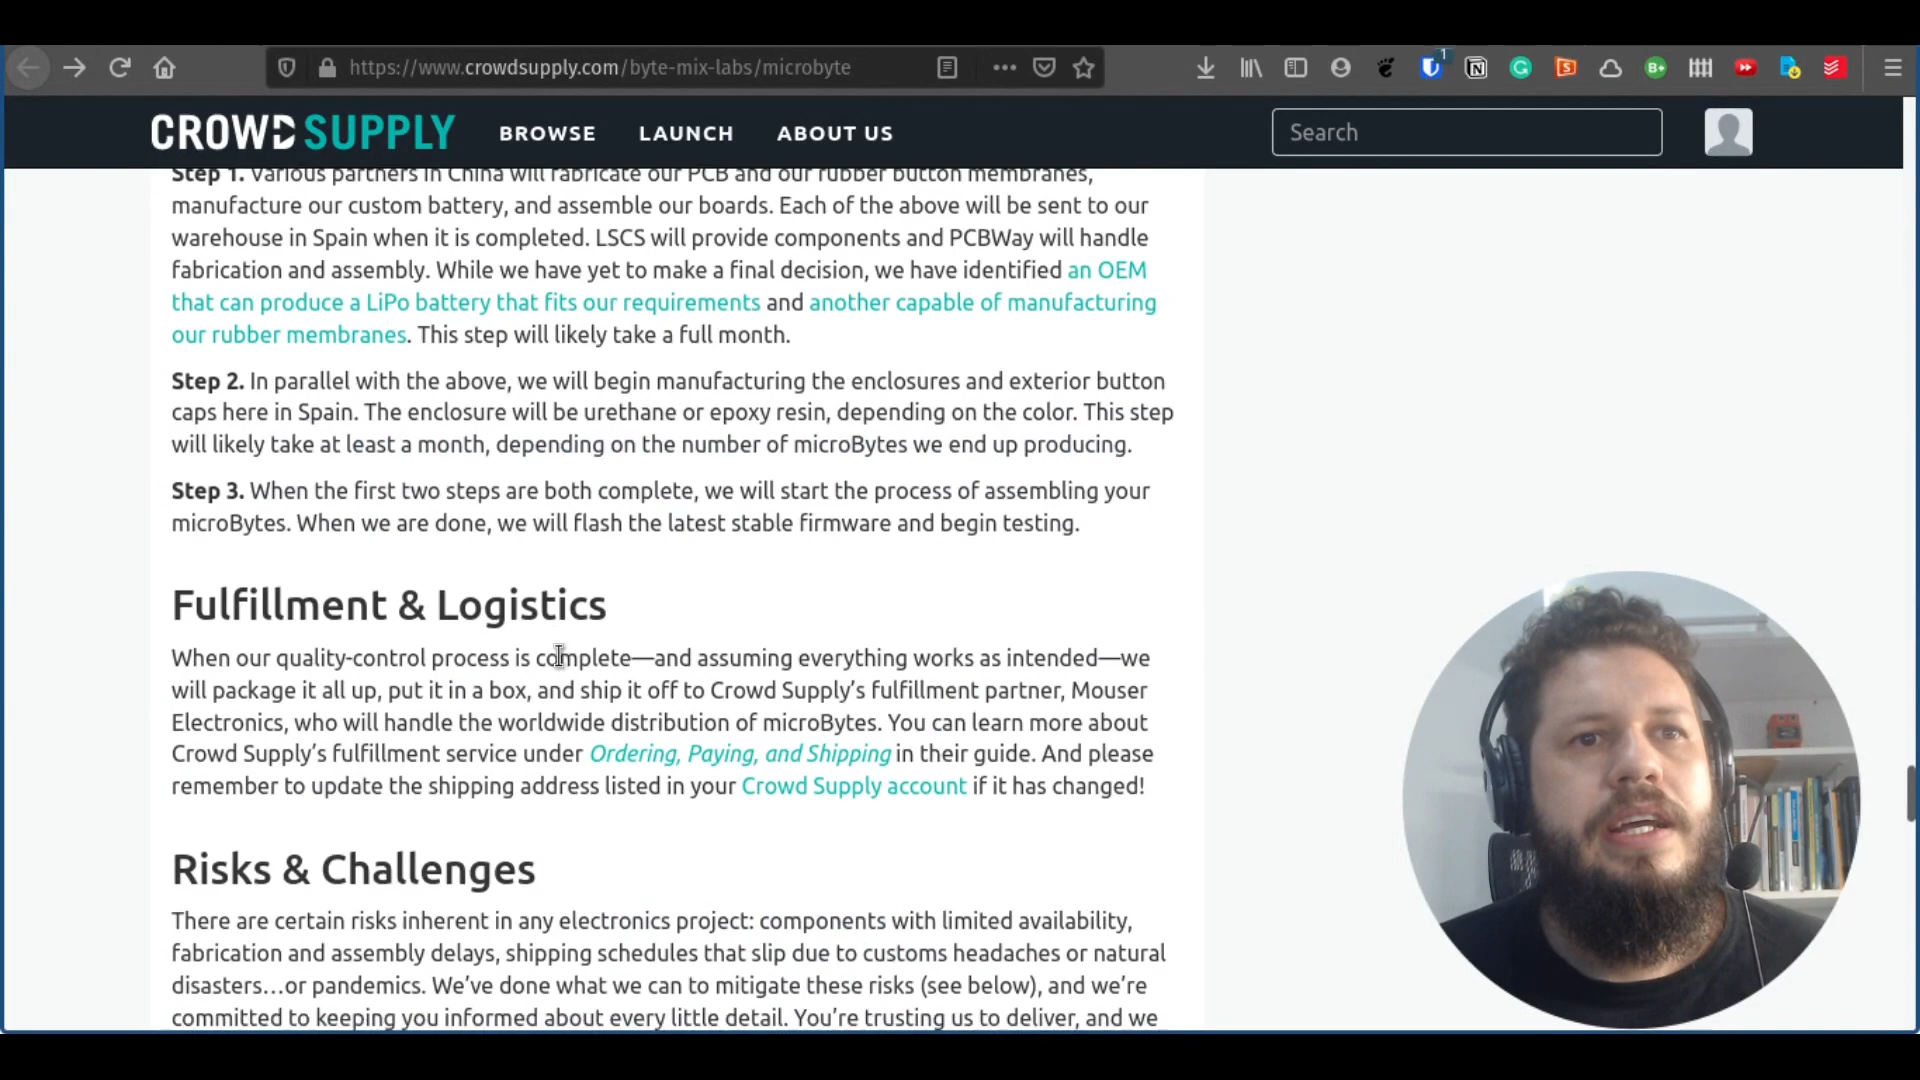 https://www.crowdsupply.com/byte-mix-labs/microbyte
1
CROWD SUPPLY BROWSE LAUNCH ABOUT US Search
Step 1. Various partners in China will fabricate our PCB and our rubber button membranes,
manufacture our custom battery, and assemble our boards. Each of the above will be sent to our
warehouse in Spain when it is completed. LSCS will provide components and PCBWay will handle
fabrication and assembly. While we have yet to make a final decision, we have identified an OEM
that can produce a LiPo battery that fits our requirements and another capable of manufacturing
our rubber membranes. This step will likely take a full month.
Step 2. In parallel with the above, we will begin manufacturing the enclosures and exterior button
caps here in Spain. The enclosure will be urethane or epoxy resin, depending on the color. This step
will likely take at least a month, depending on the number of microBytes we end up producing.
Step 3. When the first two steps are both complete, we will start the process of assembling your
microBytes. When we are done, we will flash the latest stable firmware and begin testing.
Fulfillment & Logistics
When our quality-control process is complete—and assuming everything works as intended—we
will package it all up, put it in a box, and ship it off to Crowd Supply’s fulfillment partner, Mouser
Electronics, who will handle the worldwide distribution of microBytes. You can learn more about
Crowd Supply’s fulfillment service under Ordering, Paying, and Shipping in their guide. And please
remember to update the shipping address listed in your Crowd Supply account if it has changed!
Risks & Challenges
There are certain risks inherent in any electronics project: components with limited availability,
fabrication and assembly delays, shipping schedules that slip due to customs headaches or natural
disasters…or pandemics. We’ve done what we can to mitigate these risks (see below), and we’re
committed to keeping you informed about every little detail. You’re trusting us to deliver, and we